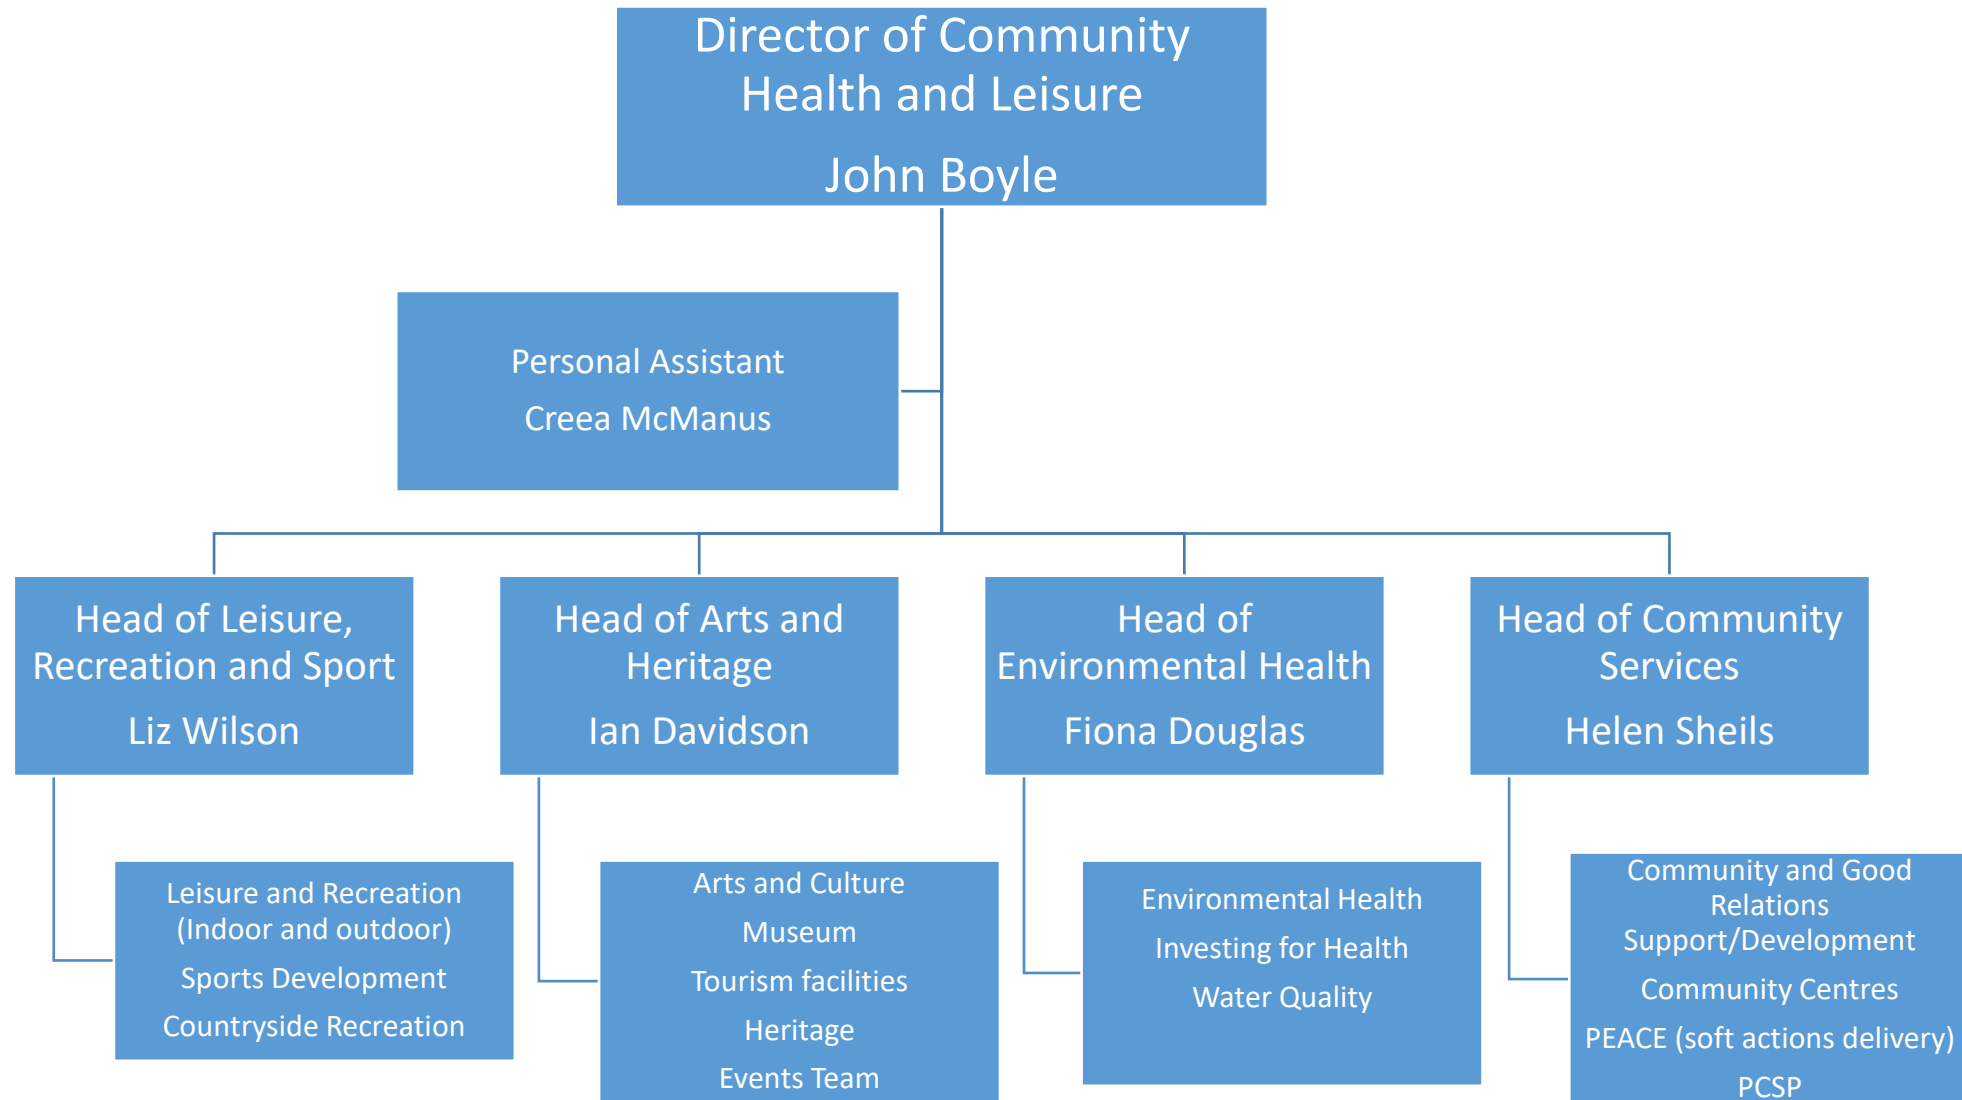 Director of Community
Health and Leisure
John Boyle
Personal Assistant
Creea McManus
Head of Leisure,
Recreation and Sport
Liz Wilson
Head of Arts and
Heritage
Ian Davidson
Head of
Environmental Health
Fiona Douglas
Head of Community
Services
Helen Sheils
Leisure and Recreation
(Indoor and outdoor)
Sports Development
Countryside Recreation
Arts and Culture
Museum
Tourism facilities
Heritage
Events Team
Environmental Health
Investing for Health
Water Quality
Community and Good
Relations
Support/Development
Community Centres
PEACE (soft actions delivery)
PCSP